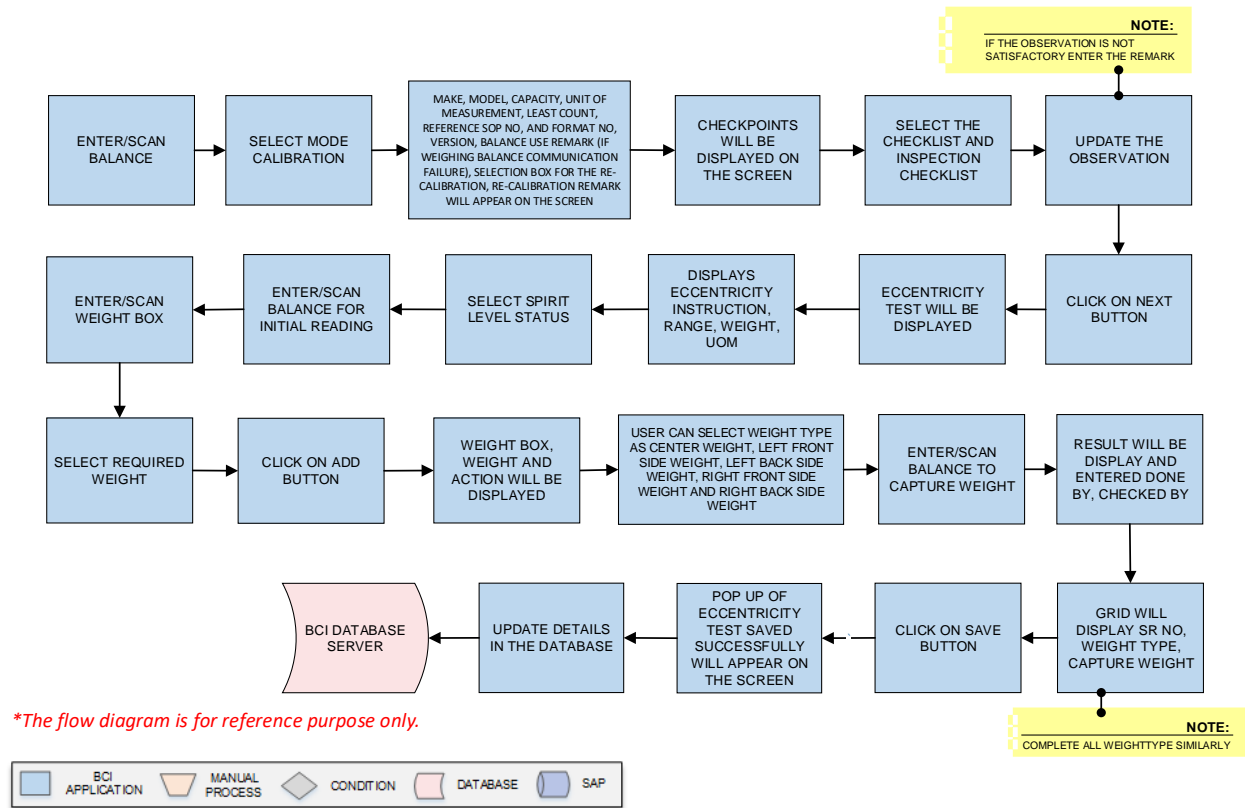 NOTE:
IF THE OBSERVATION IS NOT
SATISFACTORY ENTER THE REMARK
ENTER/SCAN
BALANCE
SELECT MODE
CALIBRATION
MAKE, MODEL, CAPACITY, UNIT OF
MEASUREMENT, LEAST COUNT,
REFERENCE SOP NO, AND FORMAT NO,
VERSION, BALANCE USE REMARK (IF
WEIGHING BALANCE COMMUNICATION
FAILURE), SELECTION BOX FOR THE RE-
CALIBRATION, RE-CALIBRATION REMARK
WILL APPEAR ON THE SCREEN
CHECKPOINTS
WILL BE
DISPLAYED ON
THE SCREEN
SELECT THE
CHECKLIST AND
INSPECTION
CHECKLIST
UPDATE THE
OBSERVATION
CLICK ON NEXT
BUTTON
ECCENTRICITY
TEST WILL BE
DISPLAYED
DISPLAYS
ECCENTRICITY
INSTRUCTION,
RANGE, WEIGHT,
UOM
SELECT SPIRIT
LEVEL STATUS
ENTER/SCAN
BALANCE FOR
INITIAL READING
ENTER/SCAN
WEIGHT BOX
SELECT REQUIRED
WEIGHT
CLICK ON ADD
BUTTON
WEIGHT BOX,
WEIGHT AND
ACTION WILL BE
DISPLAYED
USER CAN SELECT WEIGHT TYPE
AS CENTER WEIGHT, LEFT FRONT
SIDE WEIGHT, LEFT BACK SIDE
WEIGHT, RIGHT FRONT SIDE
WEIGHT AND RIGHT BACK SIDE
WEIGHT
ENTER/SCAN
BALANCE TO
CAPTURE WEIGHT
RESULT WILL BE
DISPLAY AND
ENTERED DONE
BY, CHECKED BY
GRID WILL
DISPLAY SR NO,
WEIGHT TYPE,
CAPTURE WEIGHT
NOTE:
COMPLETE ALL WEIGHTTYPE SIMILARLY
CLICK ON SAVE
BUTTON
POP UP OF
ECCENTRICITY
TEST SAVED
SUCCESSFULLY
WILL APPEAR ON
THE SCREEN
UPDATE DETAILS
IN THE DATABASE
BCI DATABASE
SERVER
*The flow diagram is for reference purpose only.
BCI
APPLICATION
MANUAL
PROCESS
CONDITION
DATABASE
SAP